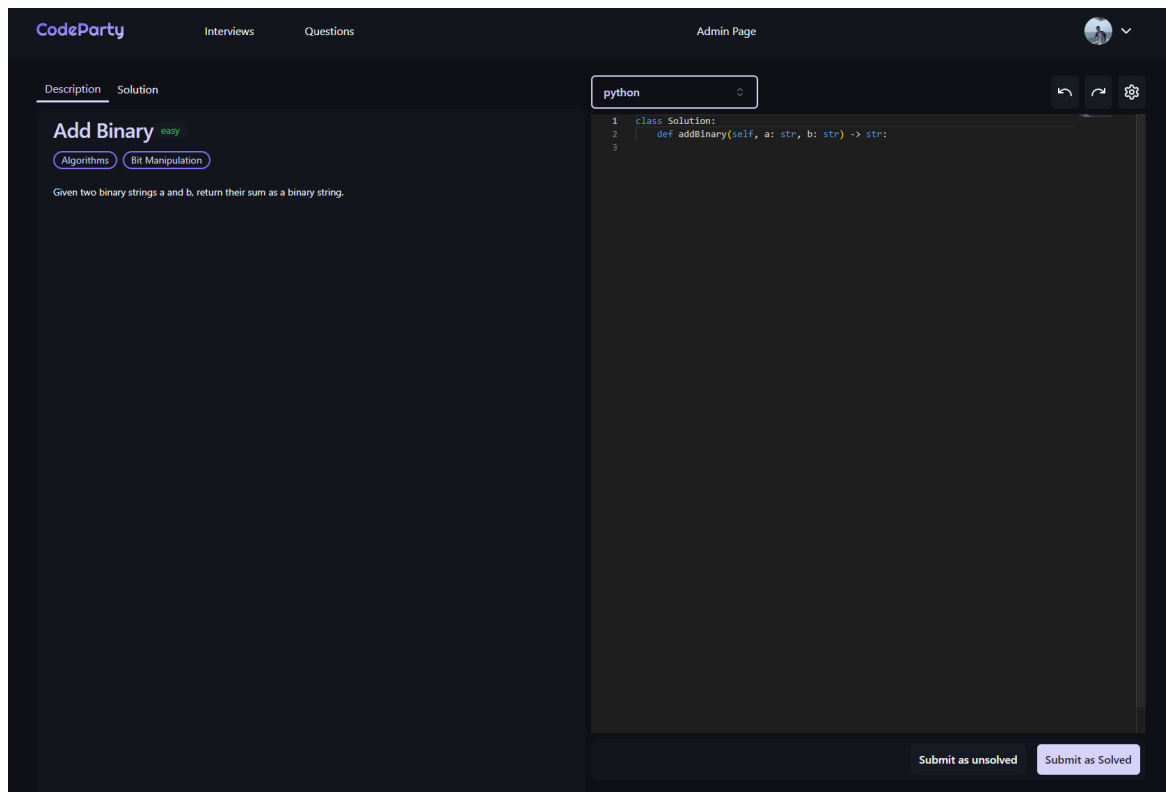 CodeParty Interviews Questions Admin Page
Description Solution
Add Binary easy
Algorithms Bit Manipulation
Given two binary strings a and b, return their sum as a binary string.
python
1 class Solution:
2 def addBinary(self, a: str, b: str) -> str:
3
Submit as unsolved Submit as Solved